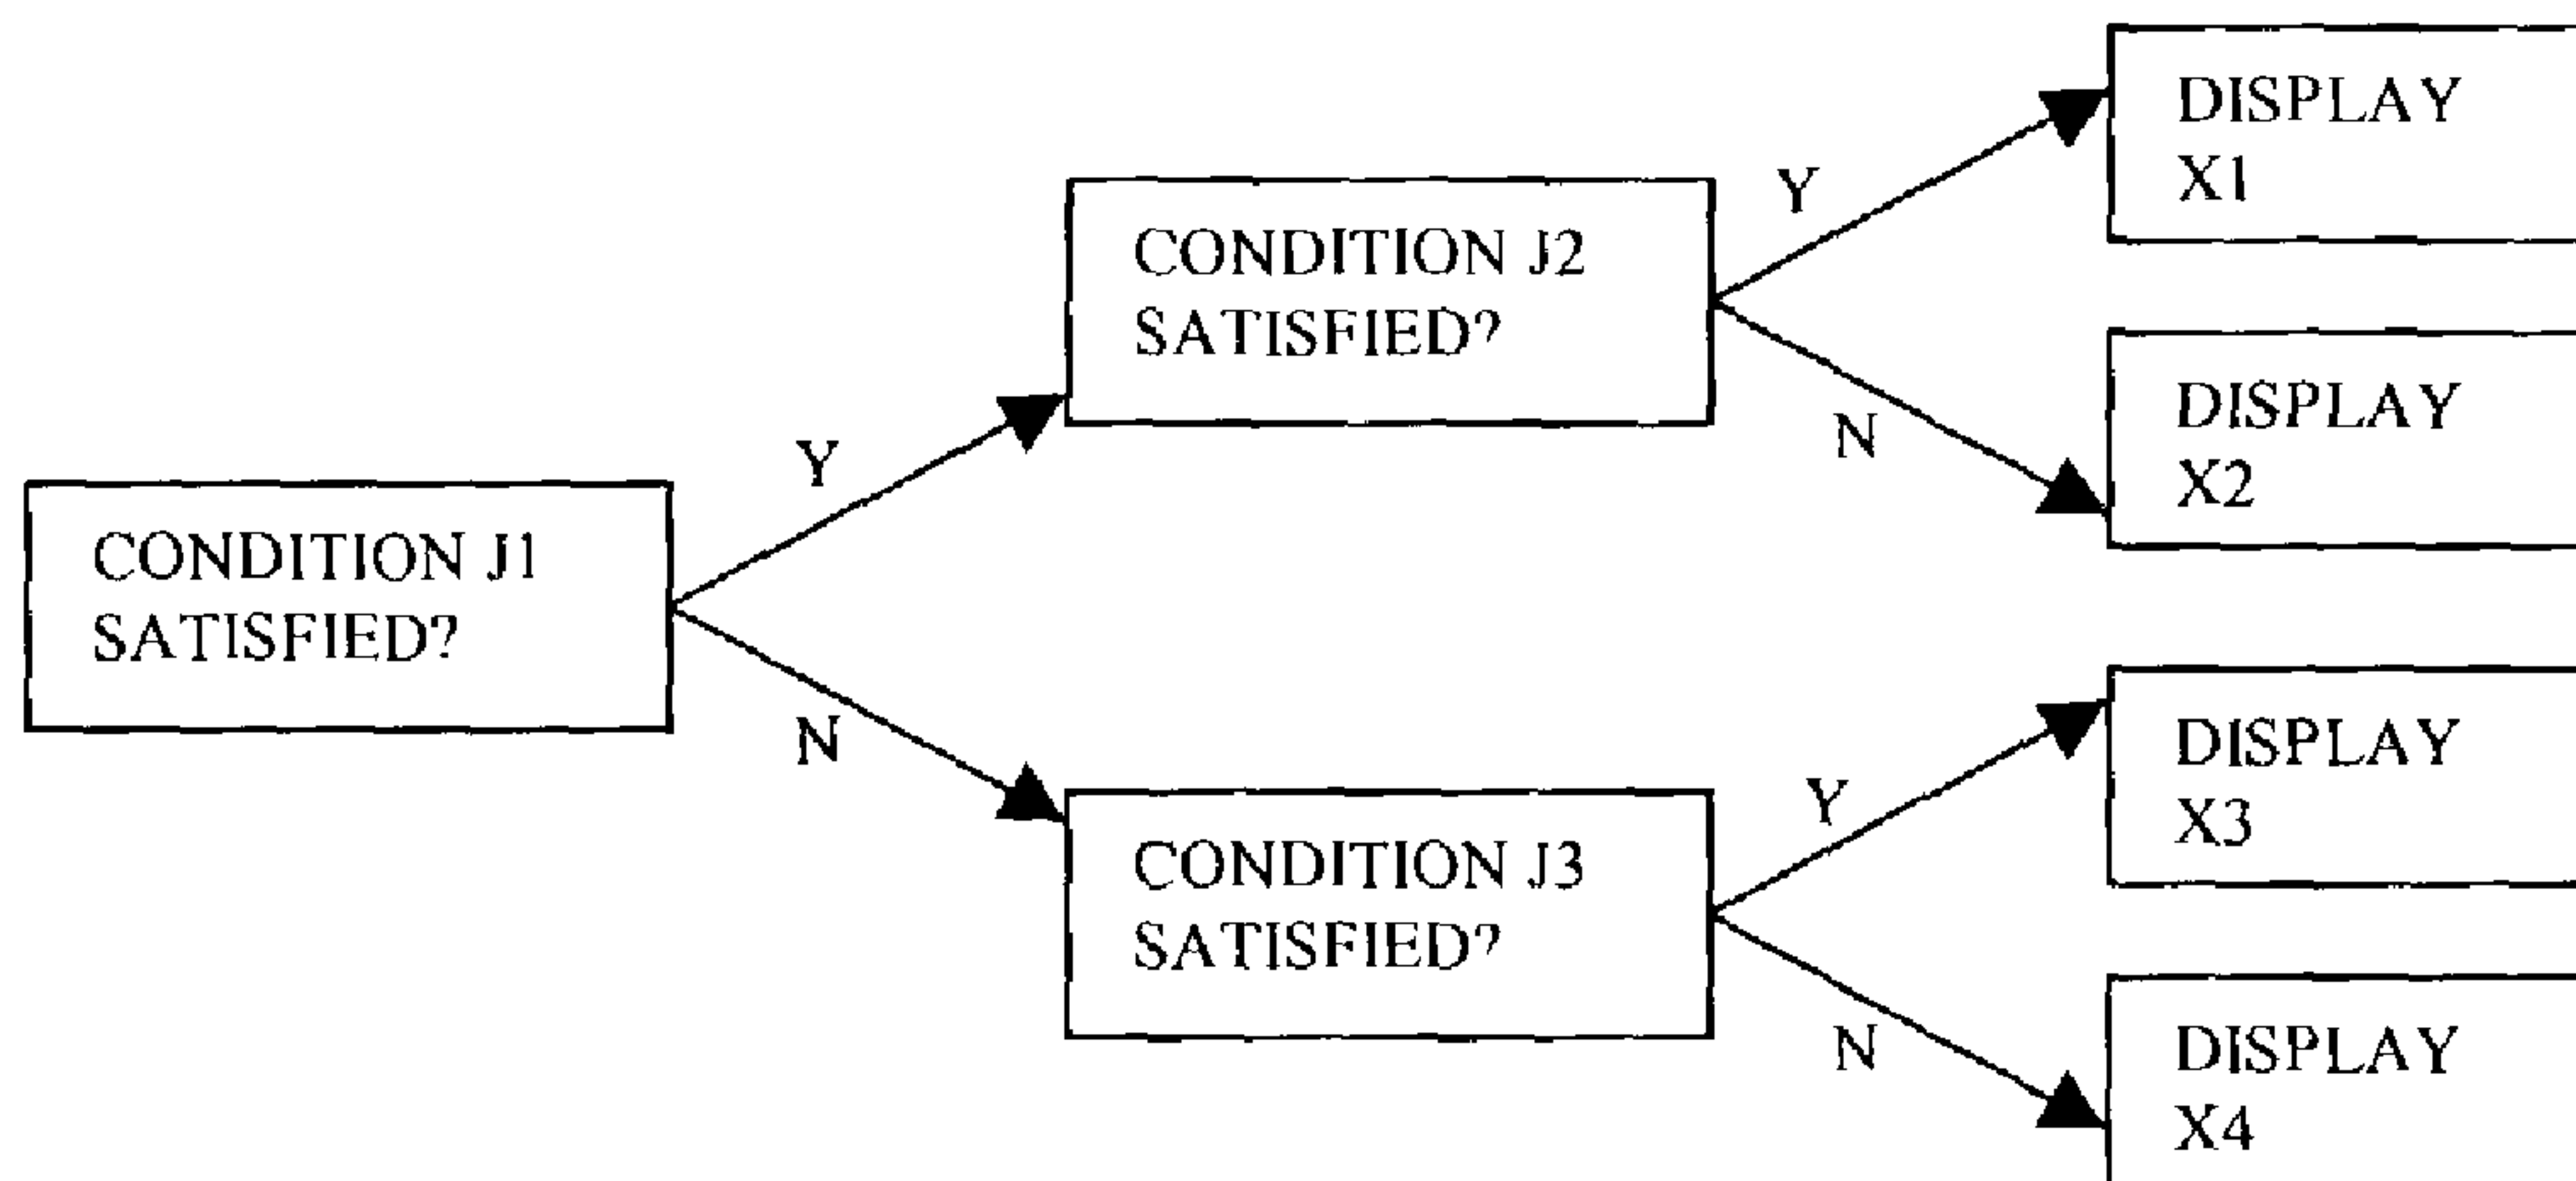 DISPLAY
X1
Y
CONDITION J2
SATISFIED?
N
DISPLAY
X2
Y
CONDITION J1
SATISFIED?
N
DISPLAY
X3
Y
CONDITION J3
SATISFIED?
N
DISPLAY
X4